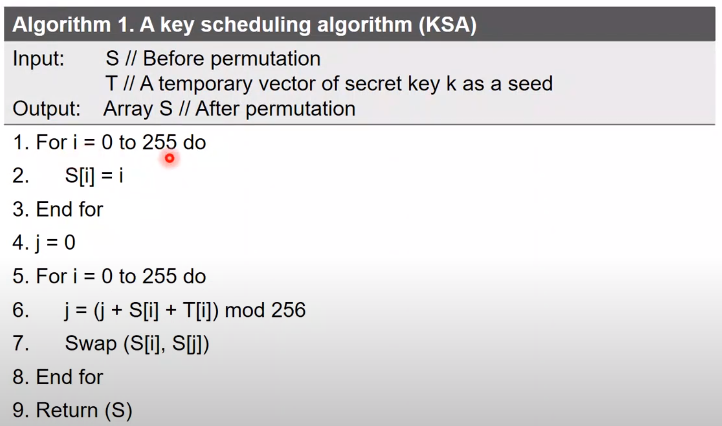 Algorithm 1. A key scheduling algorithm (KSA)
Input: S // Before permutation
T // A temporary vector of secret key k as a seed
Output: Array S // After permutation
1. For i = 0 to 255 do
2. S[i] = i
3. End for
4. j = 0
5. For i = 0 to 255 do
6. j = (j + S[i] + T[i]) mod 256
7. Swap (S[i], S[j])
8. End for
9. Return (S)